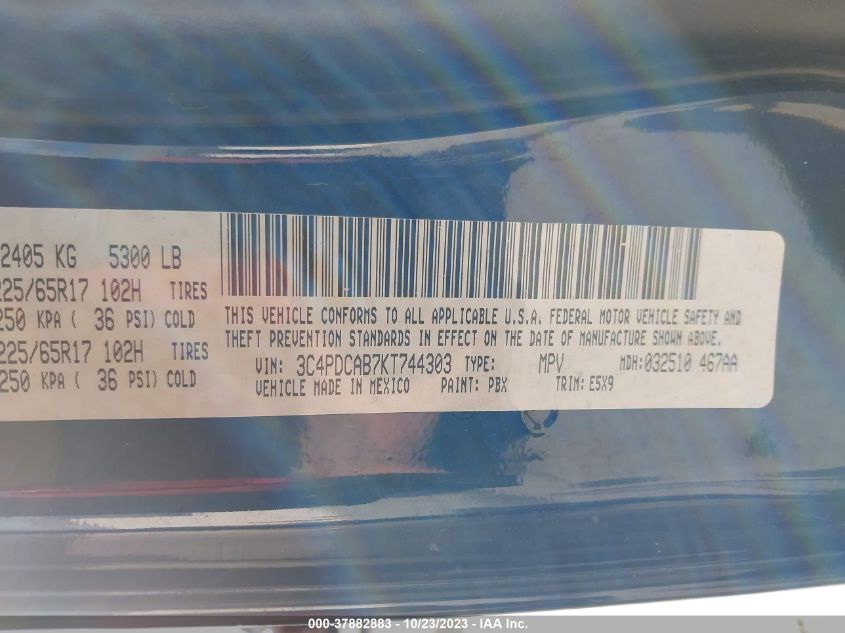 2405 KG 5300 LB
225/65R17 102H TIRES
250 KPA ( 36 PSI) COLD
225/65R17 102H TIRES
250 KPA ( 36 PSI) COLD
THIS VEHICLE CONFORMS TO ALL APPLICABLE U.S.A. FEDERAL MOTOR VEHICLE SAFETY AND
THEFT PREVENTION STANDARDS IN EFFECT ON THE DATE OF MANUFACTURE SHOWN ABOVE.
VIN: 3C4PDCAB7KT744303 TYPE: MPV MDH:032510 467AA
VEHICLE MADE IN MEXICO PAINT: PBX TRIM: E5X9
000-37882883 - 10/23/2023 - Copyright © 2023 IAA, Inc.